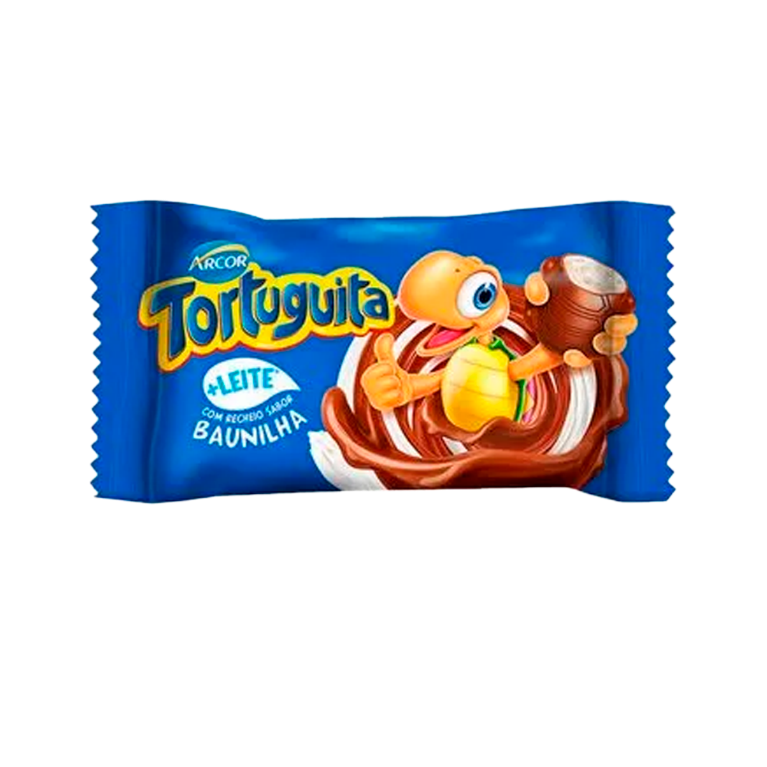 ARCOR
Tortuguita
+LEITE*
COM RECHEIO SABOR
BAUNILHA